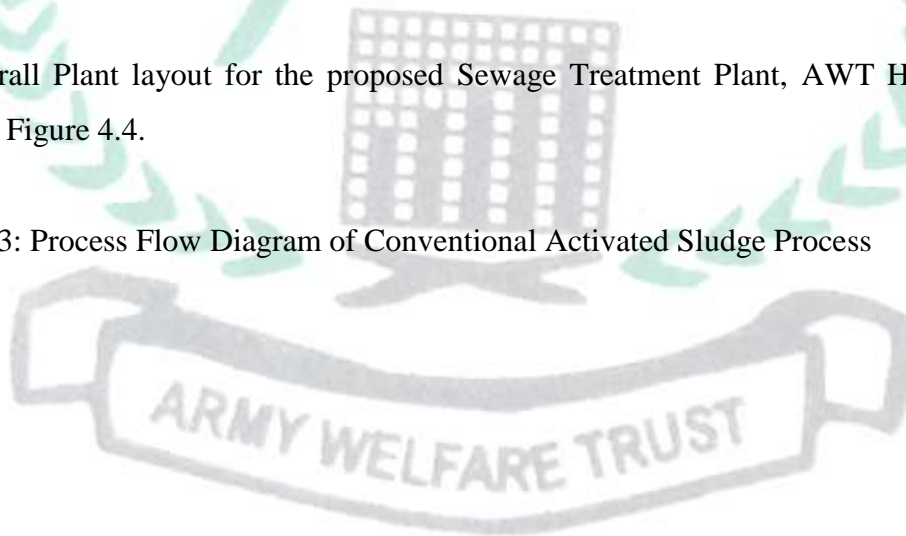 rall Plant layout for the proposed Sewage Treatment Plant, AWT H
Figure 4.4.
3: Process Flow Diagram of Conventional Activated Sludge Process
ARMY WELFARE TRUST